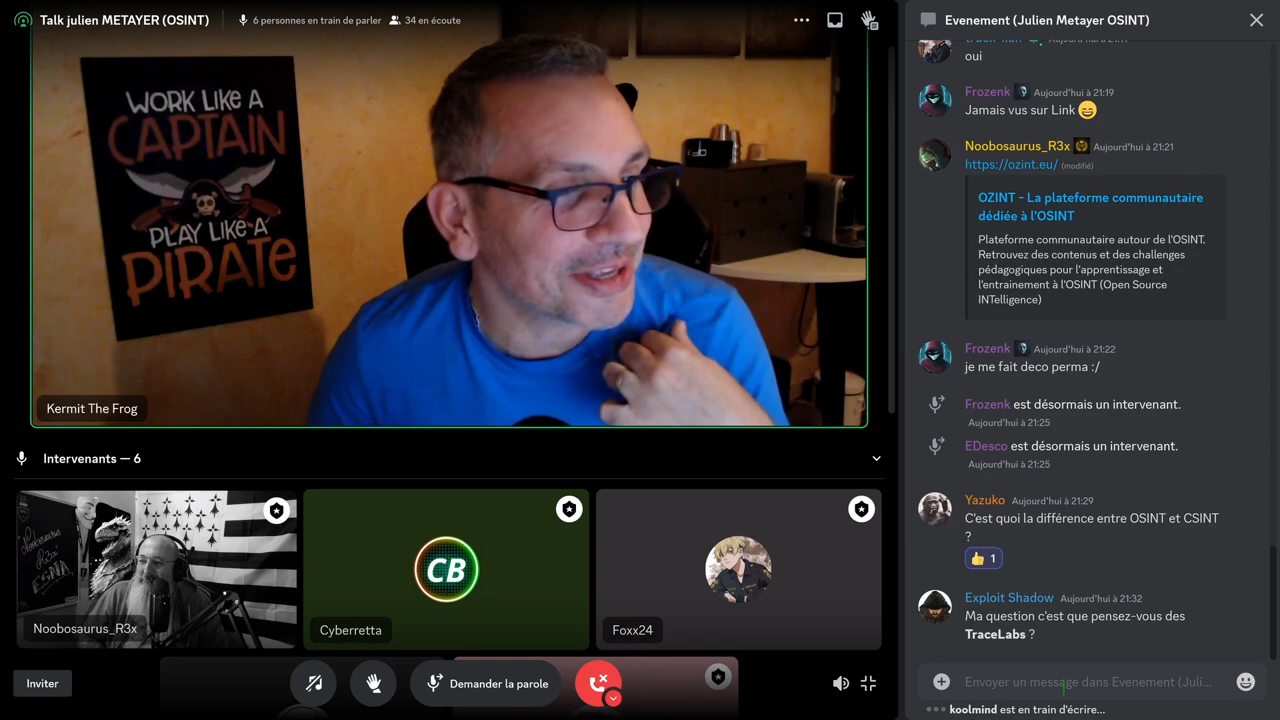 Talk julien METAYER (OSINT)
6 personnes en train de parler
34 en écoute
WORK LIKE A
CAPTAIN
PLAY LIKE A
PIRATE
Kermit The Frog
Intervenants — 6
Noobosaurus_R3x
CB
Cyberretta
Foxx24
Inviter
Demander la parole
Evenement (Julien Metayer OSINT)
oui
Frozenk Aujourd'hui à 21:19
Jamais vus sur Link
Noobosaurus_R3x Aujourd'hui à 21:21
https://ozint.eu/ (modifié)
OZINT - La plateforme communautaire
dédiée à l'OSINT
Plateforme communautaire autour de l'OSINT.
Retrouvez des contenus et des challenges
pédagogiques pour l'apprentissage et
l'entrainement à l'OSINT (Open Source
INTelligence)
Frozenk Aujourd'hui à 21:22
je me fait deco perma :/
Frozenk est désormais un intervenant.
Aujourd'hui à 21:25
EDesco est désormais un intervenant.
Aujourd'hui à 21:25
Yazuko Aujourd'hui à 21:29
C'est quoi la différence entre OSINT et CSINT
?
1
Exploit Shadow Aujourd'hui à 21:32
Ma question c'est que pensez-vous des
TraceLabs ?
Envoyer un message dans Evenement (Juli...
koolmind est en train d'écrire...